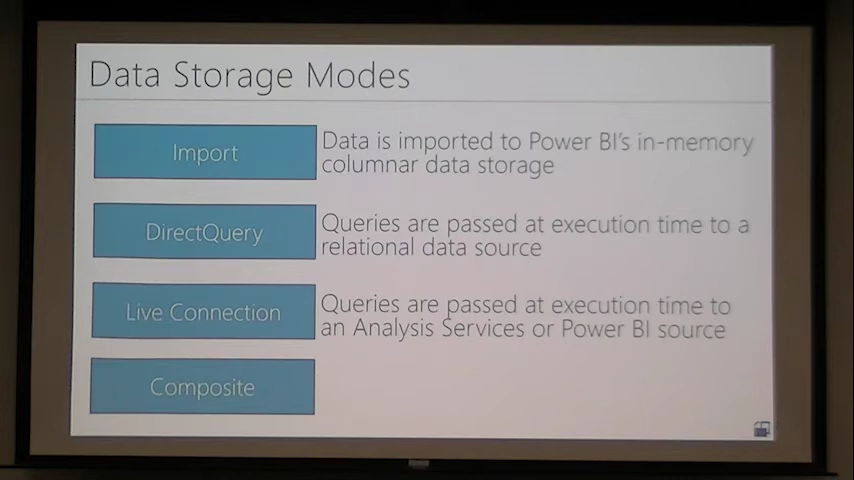 Data Storage Modes
Import
Data is imported to Power BI's in-memory
columnar data storage
DirectQuery
Queries are passed at execution time to a
relational data source
Live Connection
Queries are passed at execution time to
an Analysis Services or Power BI source
Composite